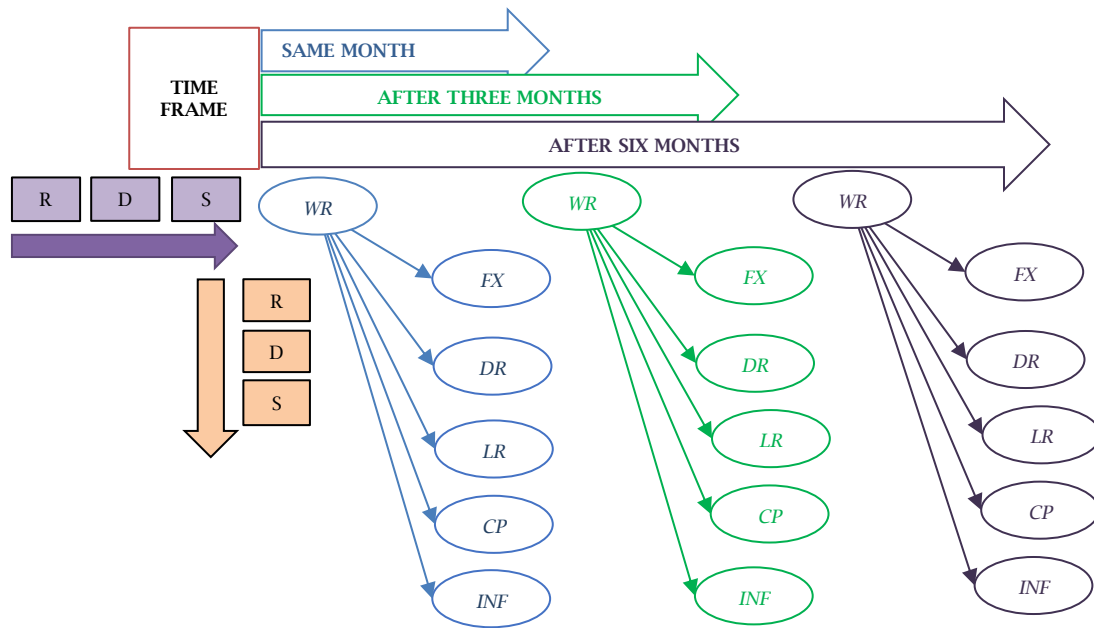 SAME MONTH
TIME
FRAME
AFTER THREE MONTHS
AFTER SIX MONTHS
R D S
WR WR WR
FX FX FX
R
D
S
DR DR DR
LR LR LR
CP CP CP
INF INF INF